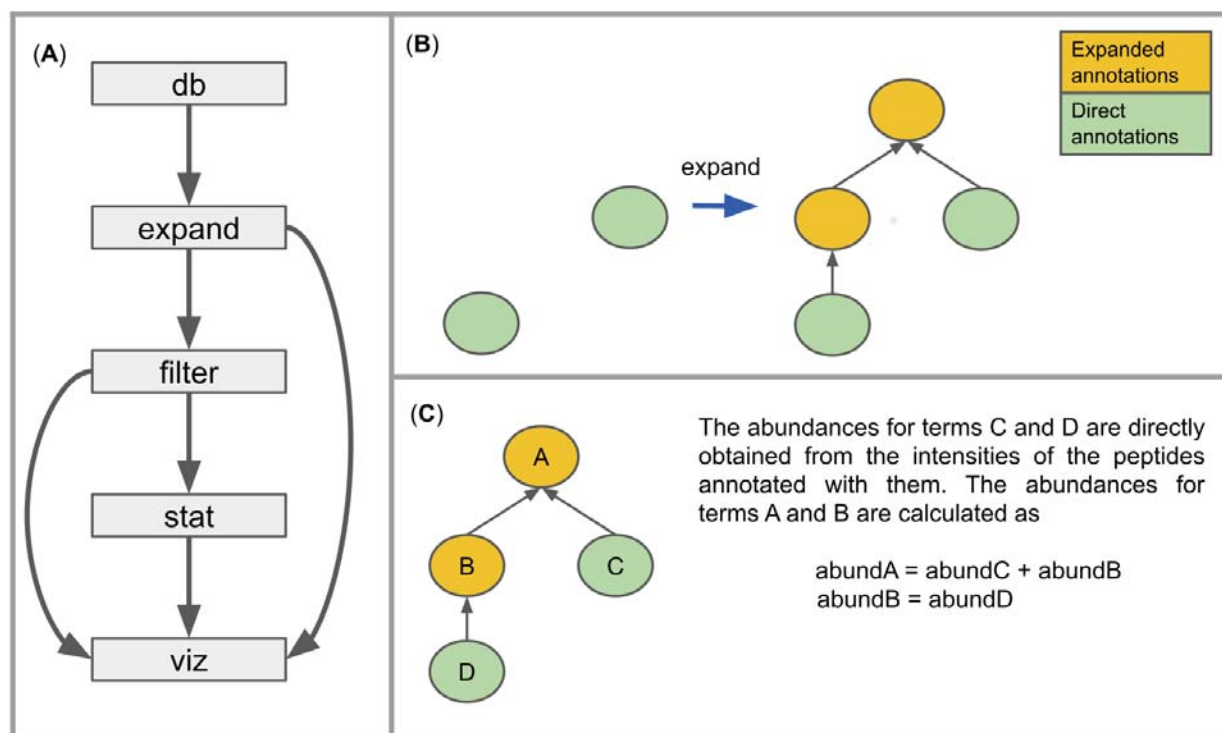 (A)
db
expand
filter
stat
viz
(B)
expand
Expanded
annotations
Direct
annotations
(C)
A
B
C
D
The abundances for terms C and D are directly
obtained from the intensities of the peptides
annotated with them. The abundances for
terms A and B are calculated as
abundA = abundC + abundB
abundB = abundD